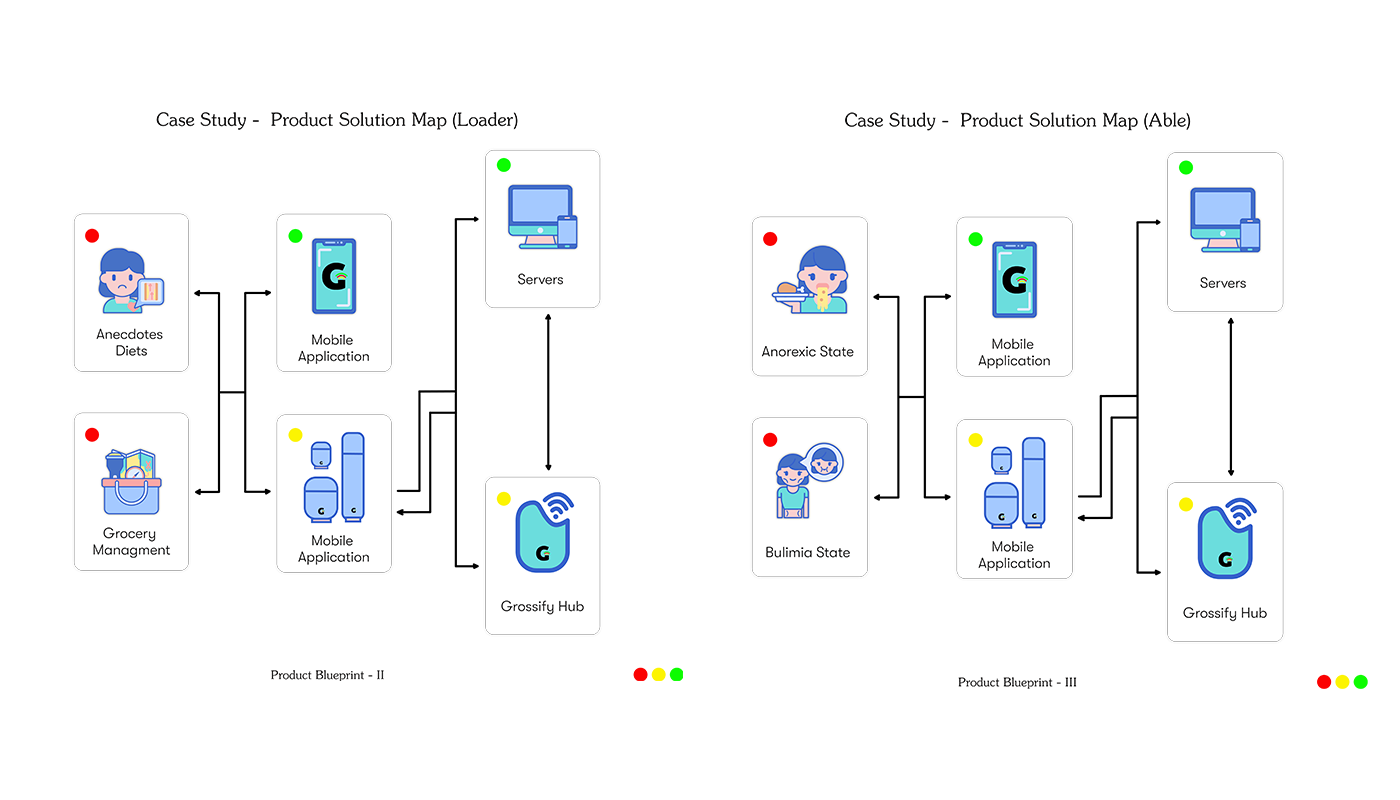 Case Study -  Product Solution Map (Loader)
Servers
Anecdotes
Diets
Mobile
Application
G
Grocery
Managment
Mobile
Application
G
G
G
Grossify Hub
G
Product Blueprint - II
Case Study -  Product Solution Map (Able)
Servers
Anorexic State
Mobile
Application
G
Bulimia State
Mobile
Application
G
G
G
Grossify Hub
G
Product Blueprint - III